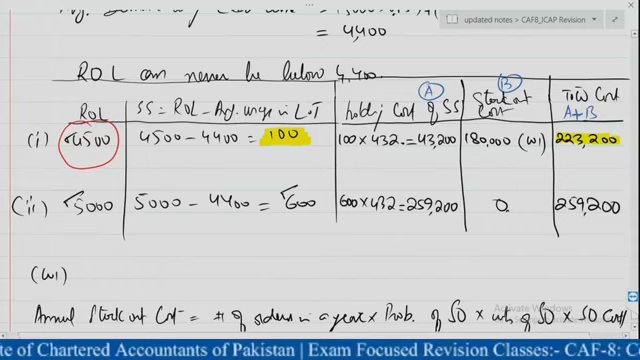 updated notes > CAF8_ICAP Revision
= 4,400
ROL can never be below 4,400.
A
B
ROL | SS = ROL - Avg. usage in LOT | Holding Cost of SS | Stockout Cost | Total Cost A+B
(i) 4500 | 4500 - 4400 = 100 | 100 x 432 = 43,200 | 180,000 (W1) | 223,200
(ii) 5000 | 5000 - 4400 = 600 | 600 x 432 = 259,200 | 0 | 259,200
(W1)
Activate Windows
Annual Stock out Cost = # of orders in a year x Prob. of SO x units of SO x SO Cost/
te of Chartered Accountants of Pakistan | Exam Focused Revision Classes:- CAF-8: C